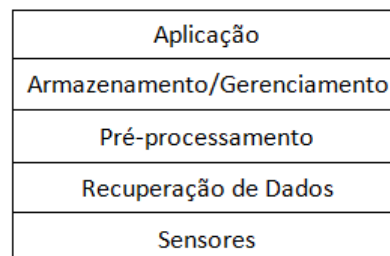 Aplicação
Armazenamento/Gerenciamento
Pré-processamento
Recuperação de Dados
Sensores